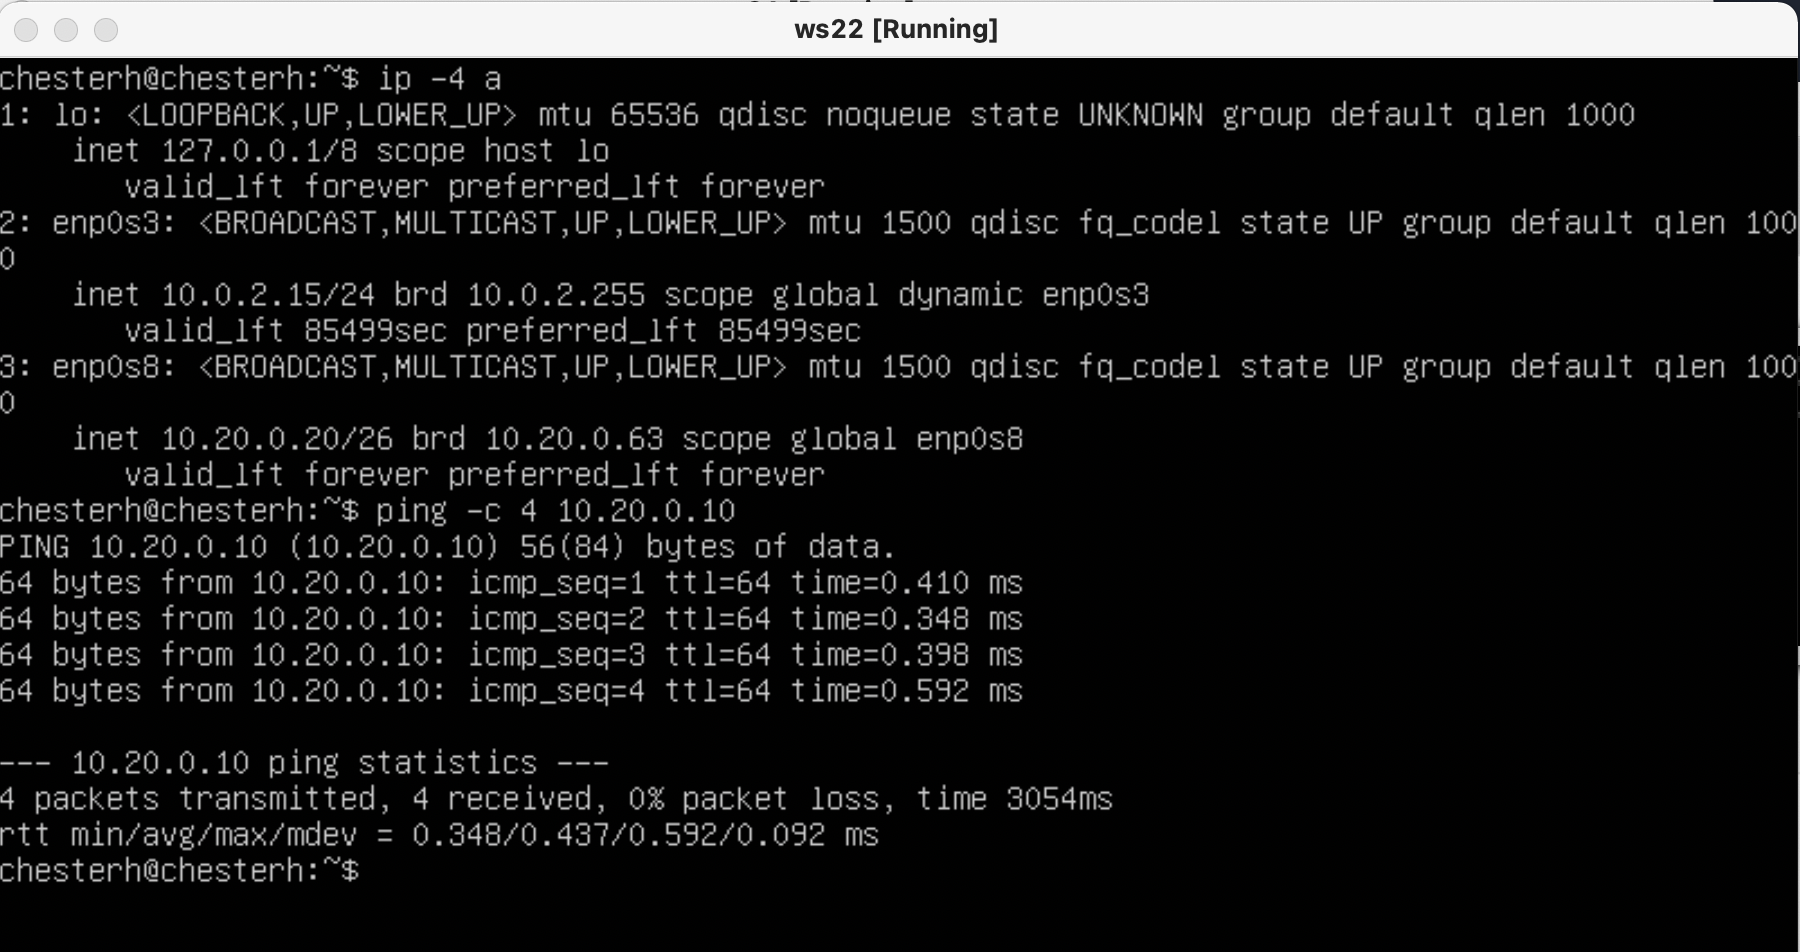 ws22 [Running]
chesterh@chesterh:~$ ip -4 a
1: lo: <LOOPBACK,UP,LOWER_UP> mtu 65536 qdisc noqueue state UNKNOWN group default qlen 1000
    inet 127.0.0.1/8 scope host lo
       valid_lft forever preferred_lft forever
2: enp0s3: <BROADCAST,MULTICAST,UP,LOWER_UP> mtu 1500 qdisc fq_codel state UP group default qlen 100
0
    inet 10.0.2.15/24 brd 10.0.2.255 scope global dynamic enp0s3
       valid_lft 85499sec preferred_lft 85499sec
3: enp0s8: <BROADCAST,MULTICAST,UP,LOWER_UP> mtu 1500 qdisc fq_codel state UP group default qlen 100
0
    inet 10.20.0.20/26 brd 10.20.0.63 scope global enp0s8
       valid_lft forever preferred_lft forever
chesterh@chesterh:~$ ping -c 4 10.20.0.10
PING 10.20.0.10 (10.20.0.10) 56(84) bytes of data.
64 bytes from 10.20.0.10: icmp_seq=1 ttl=64 time=0.410 ms
64 bytes from 10.20.0.10: icmp_seq=2 ttl=64 time=0.348 ms
64 bytes from 10.20.0.10: icmp_seq=3 ttl=64 time=0.398 ms
64 bytes from 10.20.0.10: icmp_seq=4 ttl=64 time=0.592 ms

--- 10.20.0.10 ping statistics ---
4 packets transmitted, 4 received, 0% packet loss, time 3054ms
rtt min/avg/max/mdev = 0.348/0.437/0.592/0.092 ms
chesterh@chesterh:~$